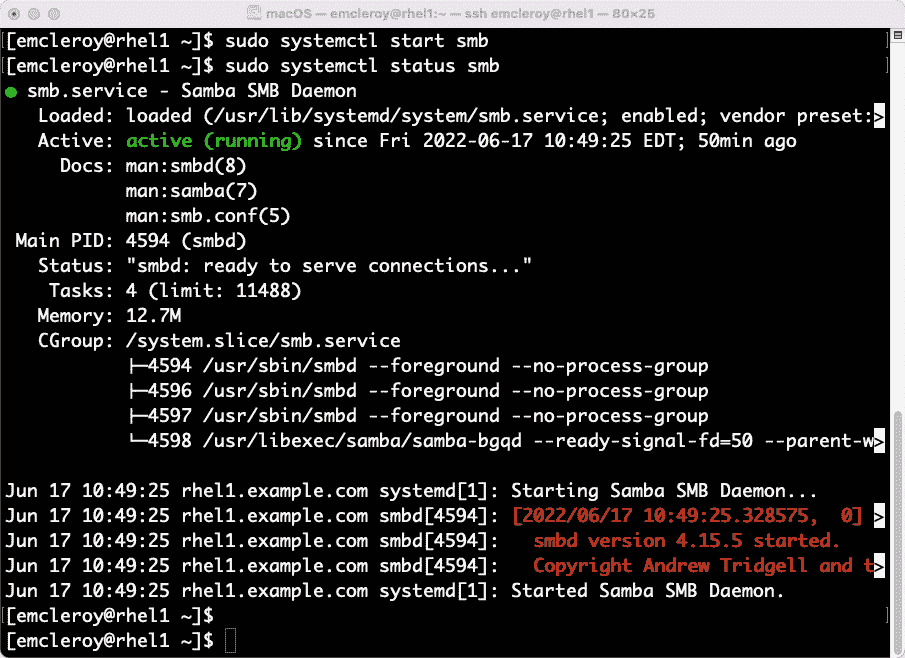 macOS — emcleroy@rhel1:~ — ssh emcleroy@rhel1 — 80×26
[emcleroy@rhel1 ~]$ sudo systemctl start smb
[emcleroy@rhel1 ~]$ sudo systemctl status smb
● smb.service - Samba SMB Daemon
   Loaded: loaded (/usr/lib/systemd/system/smb.service; enabled; vendor preset:>
   Active: active (running) since Fri 2022-06-17 10:49:25 EDT; 50min ago
     Docs: man:smbd(8)
           man:samba(7)
           man:smb.conf(5)
 Main PID: 4594 (smbd)
   Status: "smbd: ready to serve connections..."
    Tasks: 4 (limit: 11488)
   Memory: 12.7M
   CGroup: /system.slice/smb.service
           ├─4594 /usr/sbin/smbd --foreground --no-process-group
           ├─4596 /usr/sbin/smbd --foreground --no-process-group
           ├─4597 /usr/sbin/smbd --foreground --no-process-group
           └─4598 /usr/libexec/samba/samba-bgqd --ready-signal-fd=50 --parent-w>
Jun 17 10:49:25 rhel1.example.com systemd[1]: Starting Samba SMB Daemon...
Jun 17 10:49:25 rhel1.example.com smbd[4594]: [2022/06/17 10:49:25.328575,  0] >
Jun 17 10:49:25 rhel1.example.com smbd[4594]:   smbd version 4.15.5 started.
Jun 17 10:49:25 rhel1.example.com smbd[4594]:   Copyright Andrew Tridgell and t>
Jun 17 10:49:25 rhel1.example.com systemd[1]: Started Samba SMB Daemon.
[emcleroy@rhel1 ~]$
[emcleroy@rhel1 ~]$